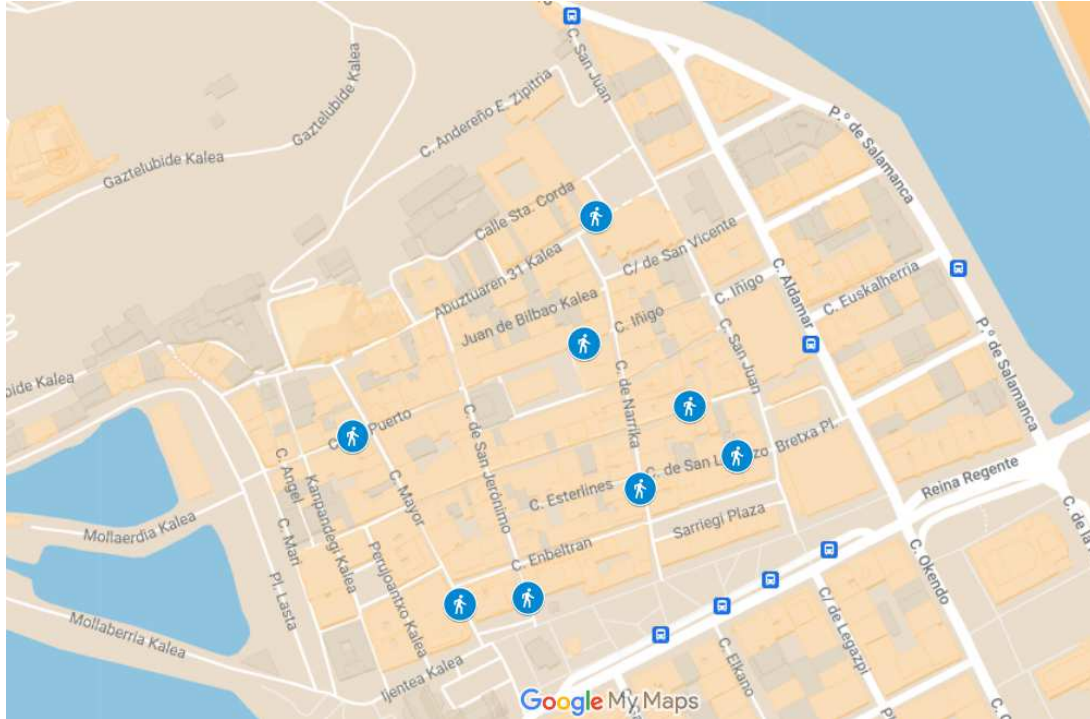 C. San Juan
Gaztelubide Kalea
Gaztelubide Kalea
C. Andereño E. Zipitria
P.º de Salamanca
Calle Sta. Corda
C/ de San Vicente
Abuztuaren 31 Kalea
C. Iñigo
C. Aldamar
C. Euskalherria
Juan de Bilbao Kalea
C. Iñigo
C. San Juan
P.º de Salamanca
bide Kalea
C. de Narrika
Puerto
C. de San Jerónimo
C. Mayor
C. Angel
Kanpandegi Kalea
C. de San L
zo
Bretxa Pl.
C. Esterlines
Reina Regente
Sarriegi Plaza
Mollaerdia Kalea
C. Mari
Perujoantxo Kalea
C. Enbeltran
C. Okendo
C. de la
Pl. Lasta
Mollaberria Kalea
Ijentea Kalea
C. Elkano
C/ de Legazpi
Google My Maps